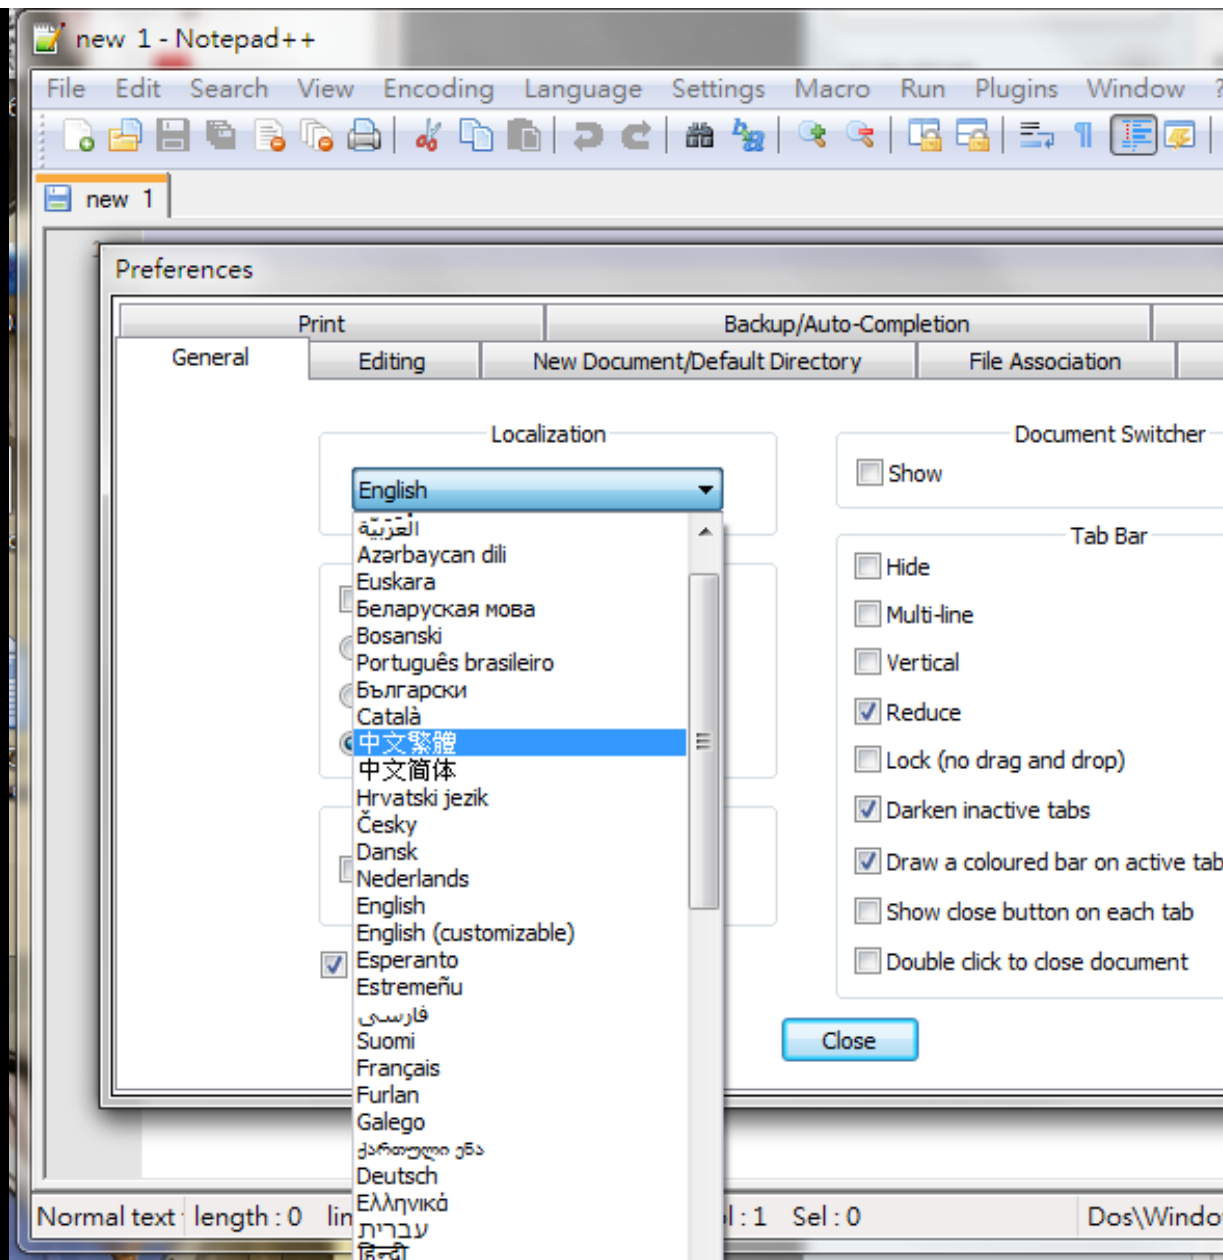 new 1 - Notepad++
File Edit Search View Encoding Language Settings Macro Run Plugins Window ?
new 1
1
Preferences
Print Backup/Auto-Completion
General Editing New Document/Default Directory File Association
Localization
English
العَرَبيّة
Azərbaycan dili
Euskara
Беларуская мова
Bosanski
Português brasileiro
Български
Català
中文繁體
中文简体
Hrvatski jezik
Česky
Dansk
Nederlands
English
English (customizable)
Esperanto
Estremeñu
فارسی
Suomi
Français
Furlan
Galego
ქართული ენა
Deutsch
Ελληνικά
עברית
हिन्दी
Document Switcher
Show
Tab Bar
Hide
Multi-line
Vertical
Reduce
Lock (no drag and drop)
Darken inactive tabs
Draw a coloured bar on active tab
Show close button on each tab
Double click to close document
Close
Normal text length : 0 lin l : 1 Sel : 0 Dos\Windo